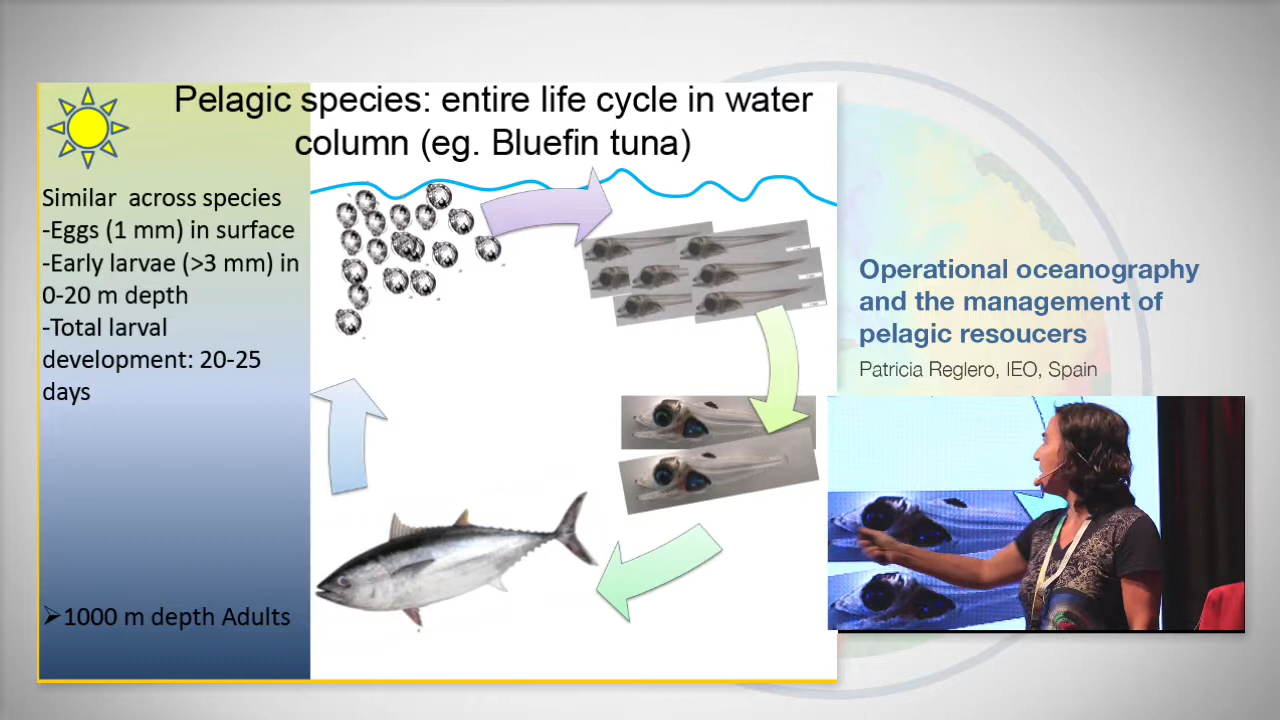 Pelagic species: entire life cycle in water
column (eg. Bluefin tuna)
Similar across species
-Eggs (1 mm) in surface
-Early larvae (>3 mm) in
0-20 m depth
-Total larval
development: 20-25
days
➢1000 m depth Adults
Operational oceanography
and the management of
pelagic resoucers
Patricia Reglero, IEO, Spain